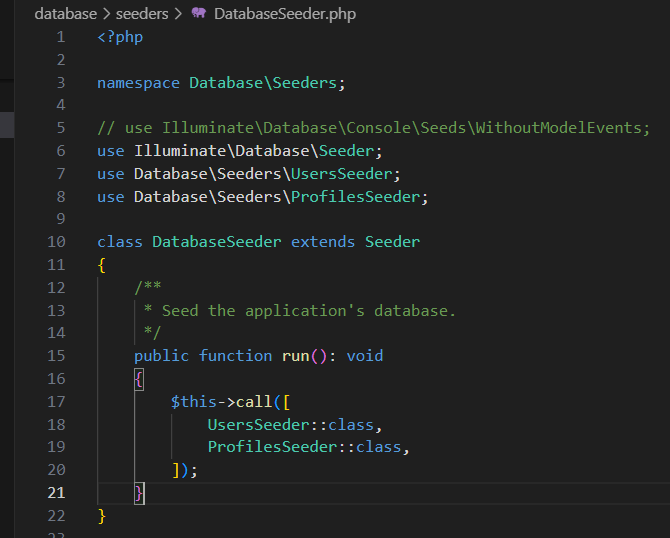 database > seeders > DatabaseSeeder.php
1 <?php
2
3 namespace Database\Seeders;
4
5 // use Illuminate\Database\Console\Seeds\WithoutModelEvents;
6 use Illuminate\Database\Seeder;
7 use Database\Seeders\UsersSeeder;
8 use Database\Seeders\ProfilesSeeder;
9
10 class DatabaseSeeder extends Seeder
11 {
12     /**
13      * Seed the application's database.
14      */
15     public function run(): void
16     {
17         $this->call([
18             UsersSeeder::class,
19             ProfilesSeeder::class,
20         ]);
21     }
22 }
23